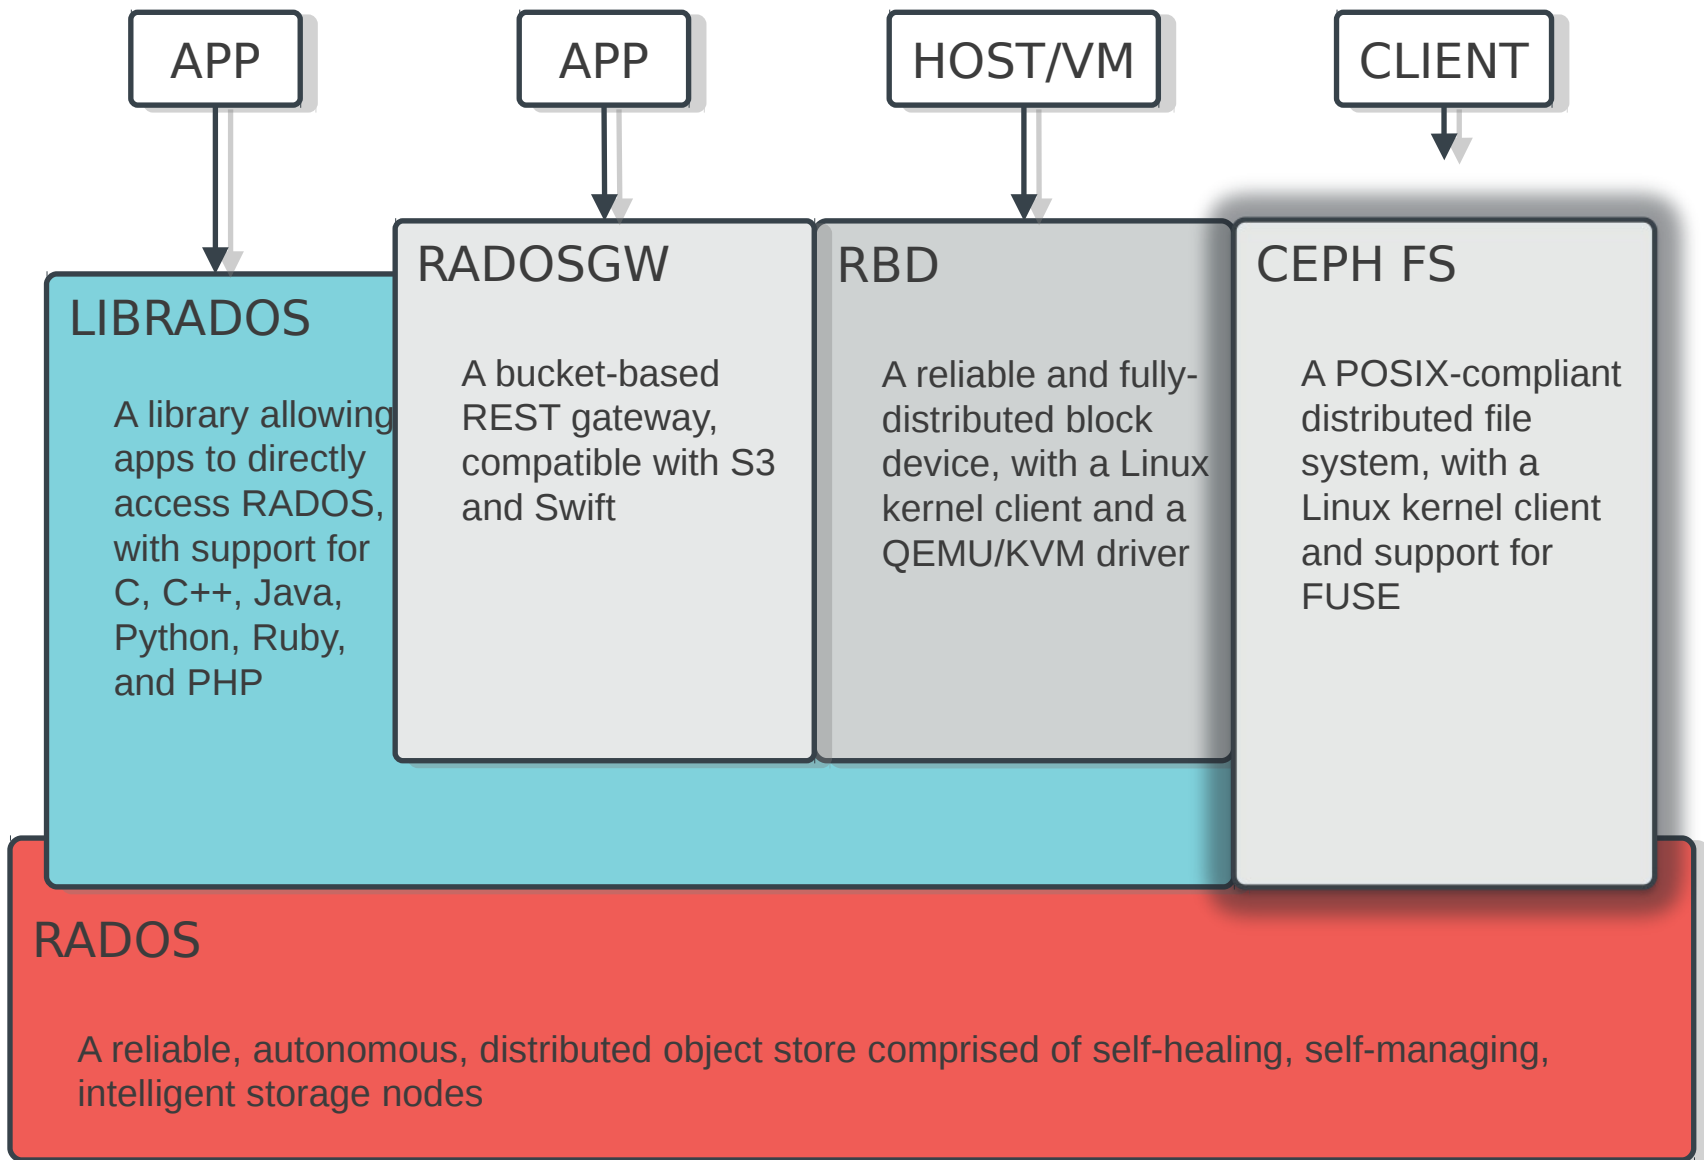 APP
APP
HOST/VM
CLIENT
LIBRADOS
A library allowing
apps to directly
access RADOS,
with support for
C, C++, Java,
Python, Ruby,
and PHP
RADOSGW
A bucket-based
REST gateway,
compatible with S3
and Swift
RBD
A reliable and fully-
distributed block
device, with a Linux
kernel client and a
QEMU/KVM driver
CEPH FS
A POSIX-compliant
distributed file
system, with a
Linux kernel client
and support for
FUSE
RADOS
A reliable, autonomous, distributed object store comprised of self-healing, self-managing,
intelligent storage nodes